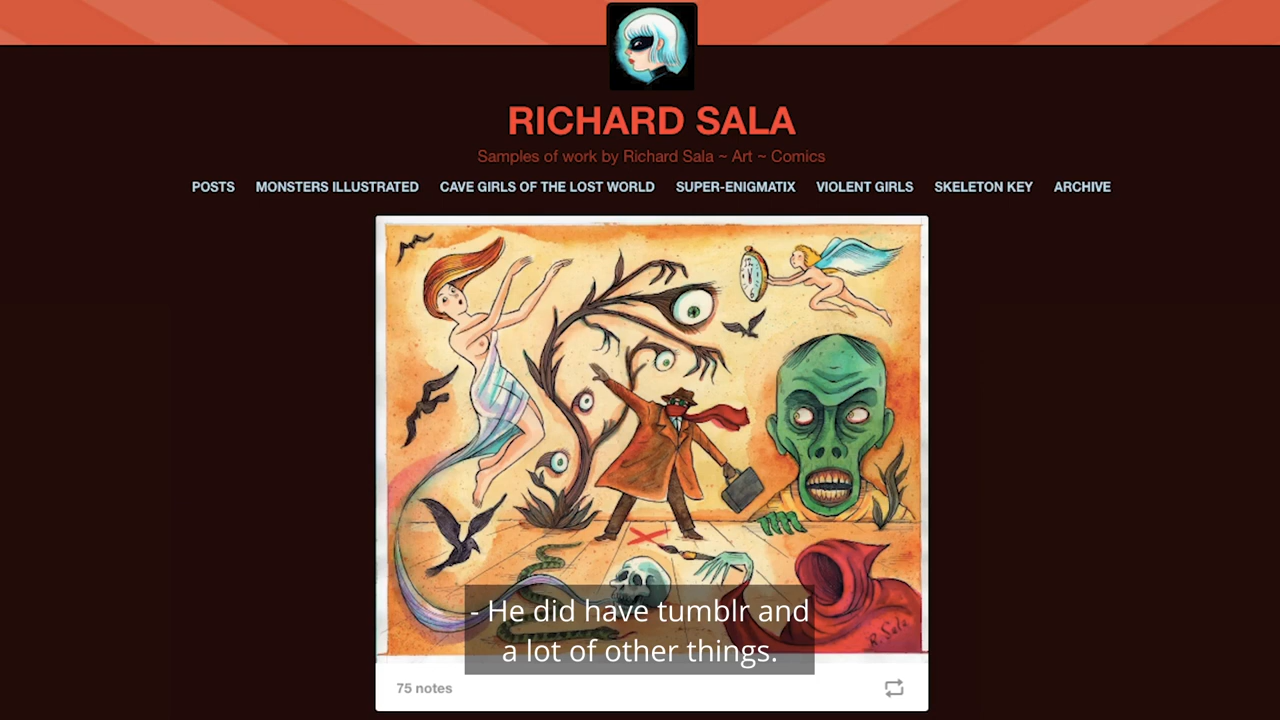 RICHARD SALA
Samples of work by Richard Sala ~ Art ~ Comics
POSTS MONSTERS ILLUSTRATED CAVE GIRLS OF THE LOST WORLD SUPER-ENIGMATIX VIOLENT GIRLS SKELETON KEY ARCHIVE
R. Sala
- He did have tumblr and
a lot of other things.
75 notes